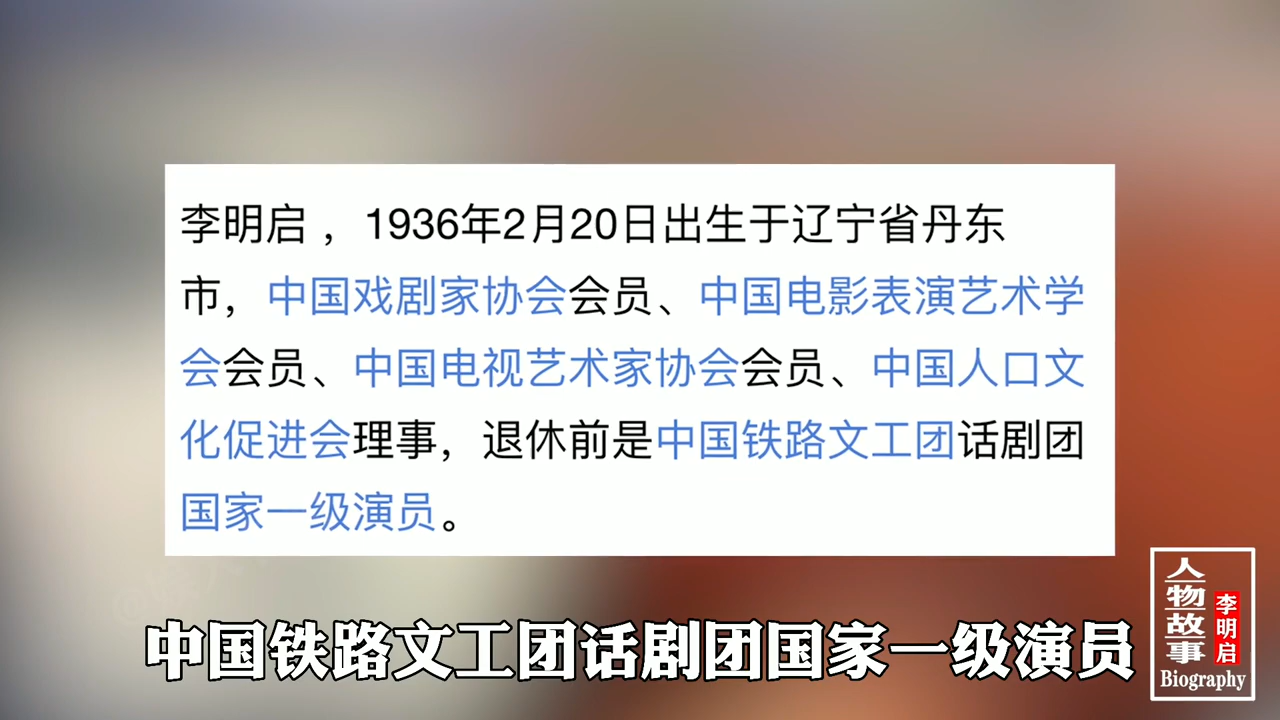 李明启，1936年2月20日出生于辽宁省丹东
市，中国戏剧家协会会员、中国电影表演艺术学
会会员、中国电视艺术家协会会员、中国人口文
化促进会理事，退休前是中国铁路文工团话剧团
国家一级演员。
中国铁路文工团话剧团国家一级演员
人物故事
李明启
Biography